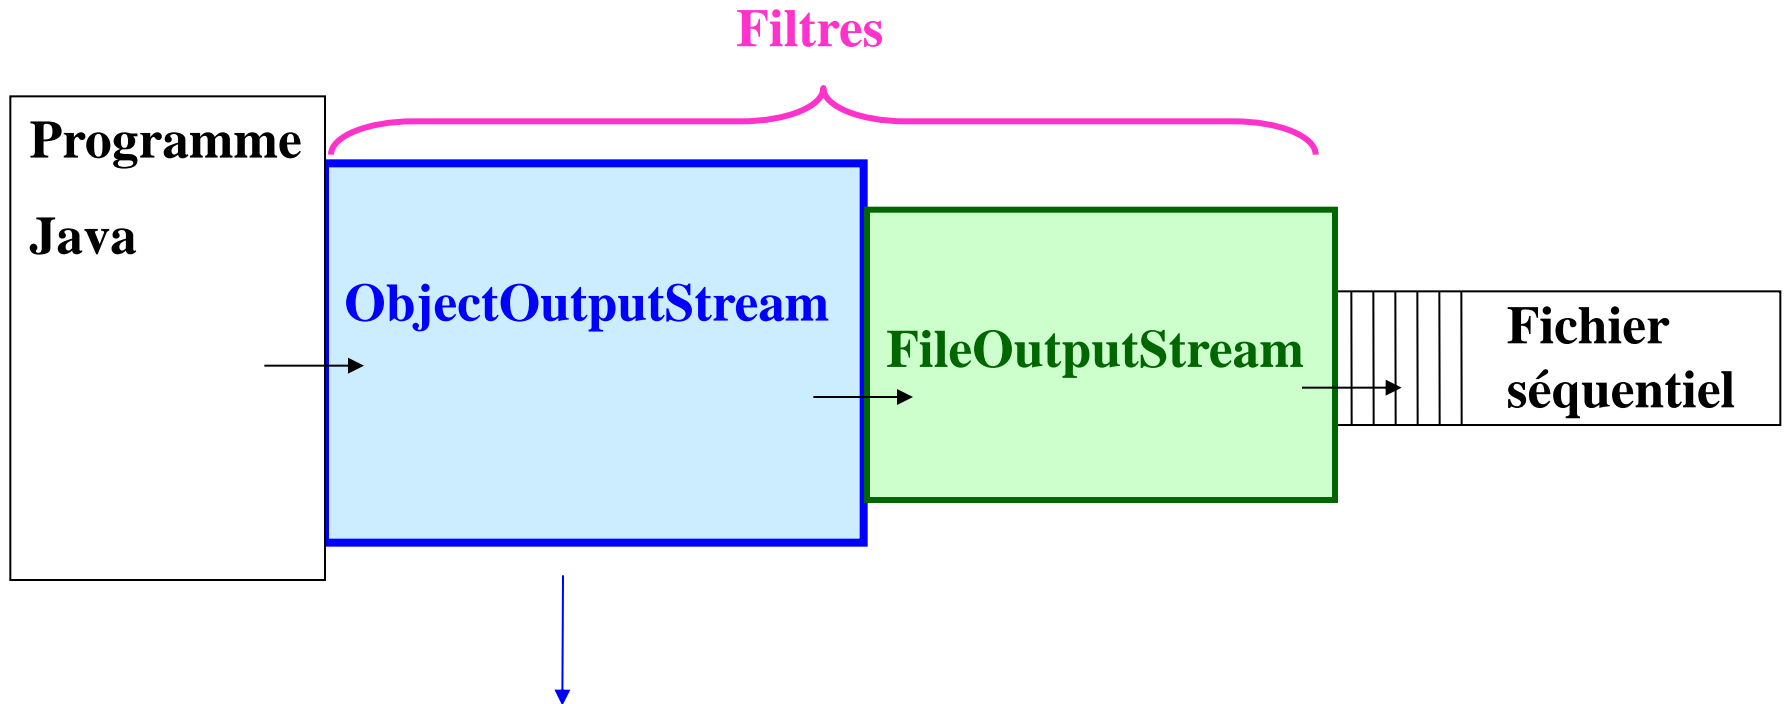 Filtres
Programme
Java
ObjectOutputStream
FileOutputStream
Fichier
séquentiel